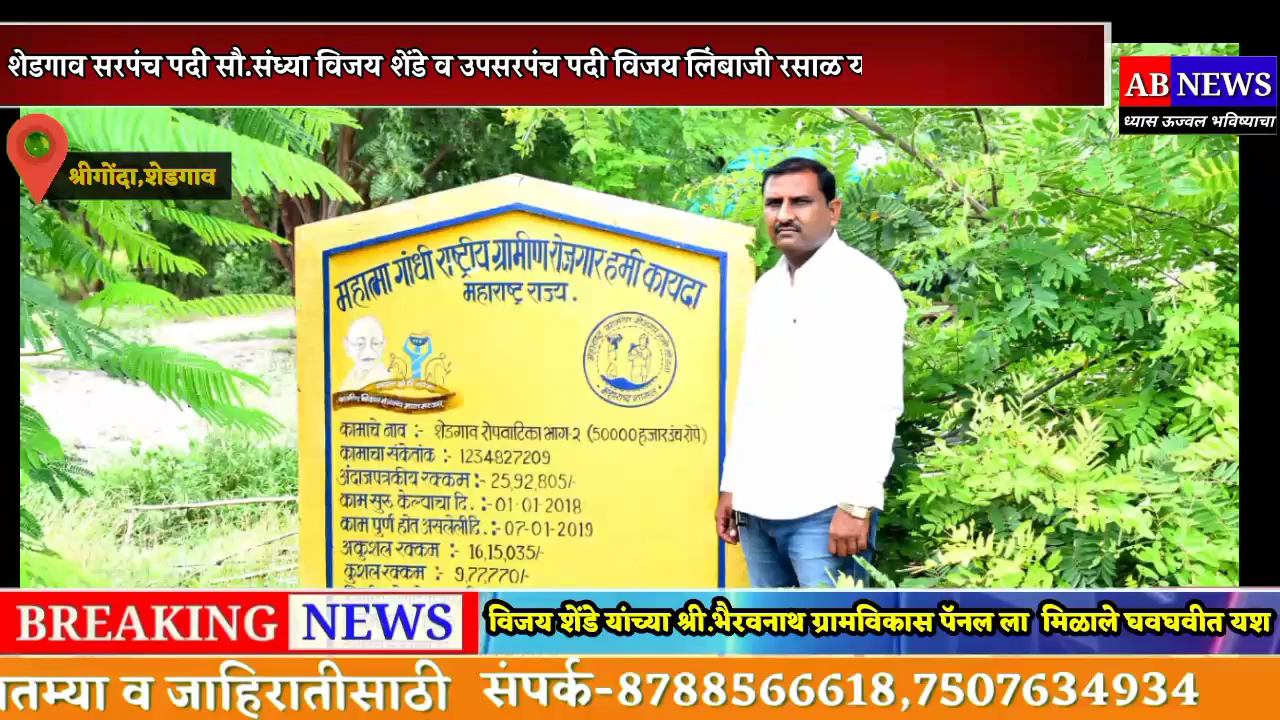 शेडगाव सरपंच पदी सौ.संध्या विजय शेंडे व उपसरपंच पदी विजय लिंबाजी रसाळ य
AB NEWS
ध्यास ऊज्वल भविष्याचा
श्रीगोंदा,शेडगाव
महात्मा गांधी राष्ट्रीय ग्रामीण रोजगार हमी कायदा
महाराष्ट्र राज्य.
कामाचे नाव :- शेडगाव रोपवाटिका भाग-२ (50000 हजार उंच रोपे)
कामाचा संकेतांक :- 1234827209
अंदाजपत्रकीय रक्कम :- 25,92,805/-
काम सुरु केल्याचा दि. :- 01-01-2018
काम पुर्ण होत असलेली दि. :- 07-01-2019
अकुशल रक्कम :- 16,15,035/-
कुशल रक्कम :- 9,77,770/-
BREAKING NEWS
विजय शेंडे यांच्या श्री.भैरवनाथ ग्रामविकास पॅनल ला मिळाले घवघवीत यश
ातम्या व जाहिरातीसाठी संपर्क-8788566618,7507634934